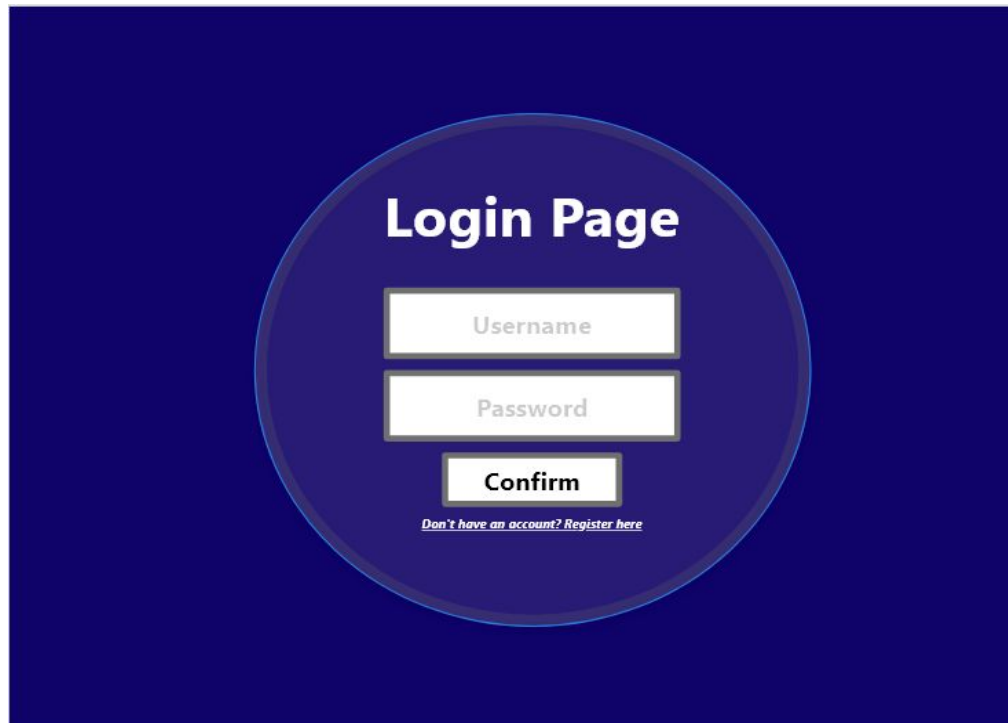 Login Page
Username
Password
Confirm
Don't have an account? Register here